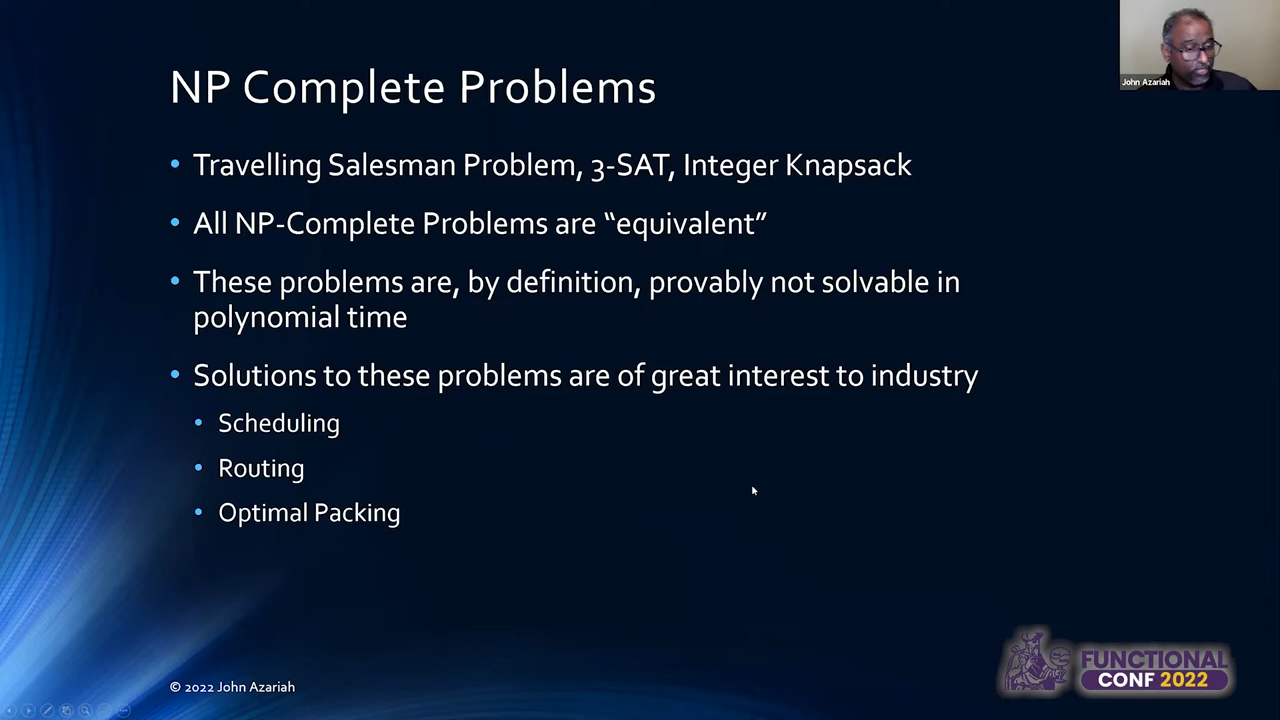 NP Complete Problems
• Travelling Salesman Problem, 3-SAT, Integer Knapsack
• All NP-Complete Problems are “equivalent”
• These problems are, by definition, provably not solvable in
polynomial time
• Solutions to these problems are of great interest to industry
• Scheduling
• Routing
• Optimal Packing
© 2022 John Azariah
John Azariah
FUNCTIONAL
CONF 2022